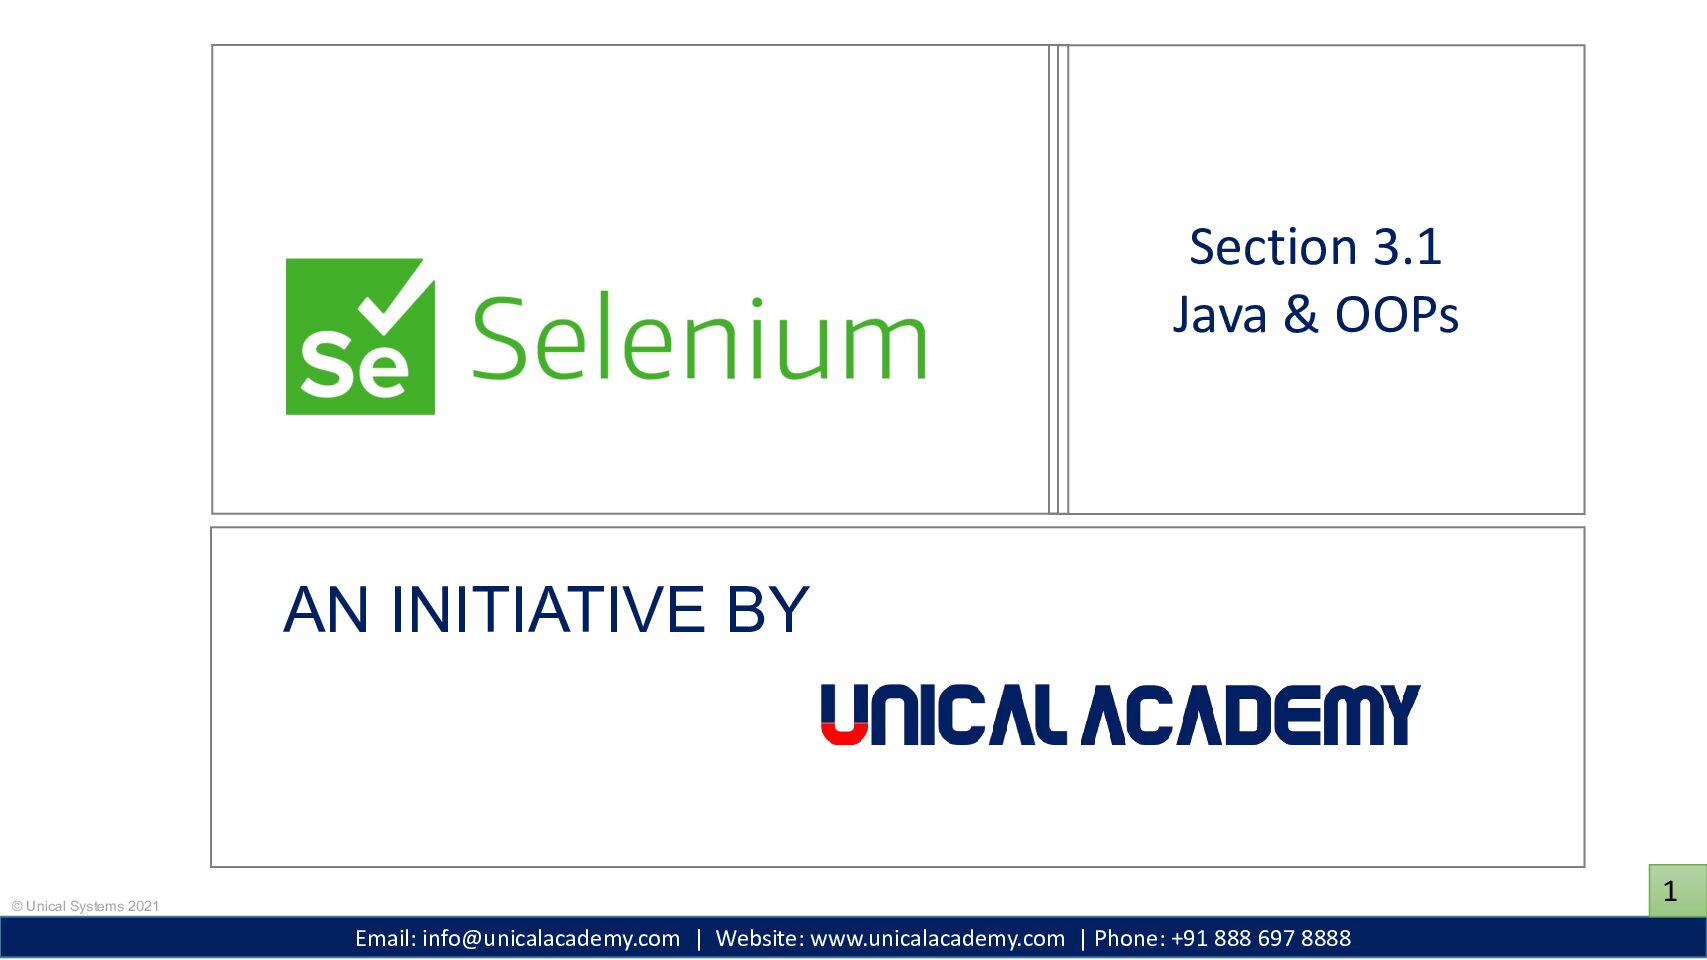 Se Selenium
Section 3.1
Java & OOPs
AN INITIATIVE BY
UNICAL ACADEMY
1
© Unical Systems 2021
Email: info@unicalacademy.com | Website: www.unicalacademy.com | Phone: +91 888 697 8888